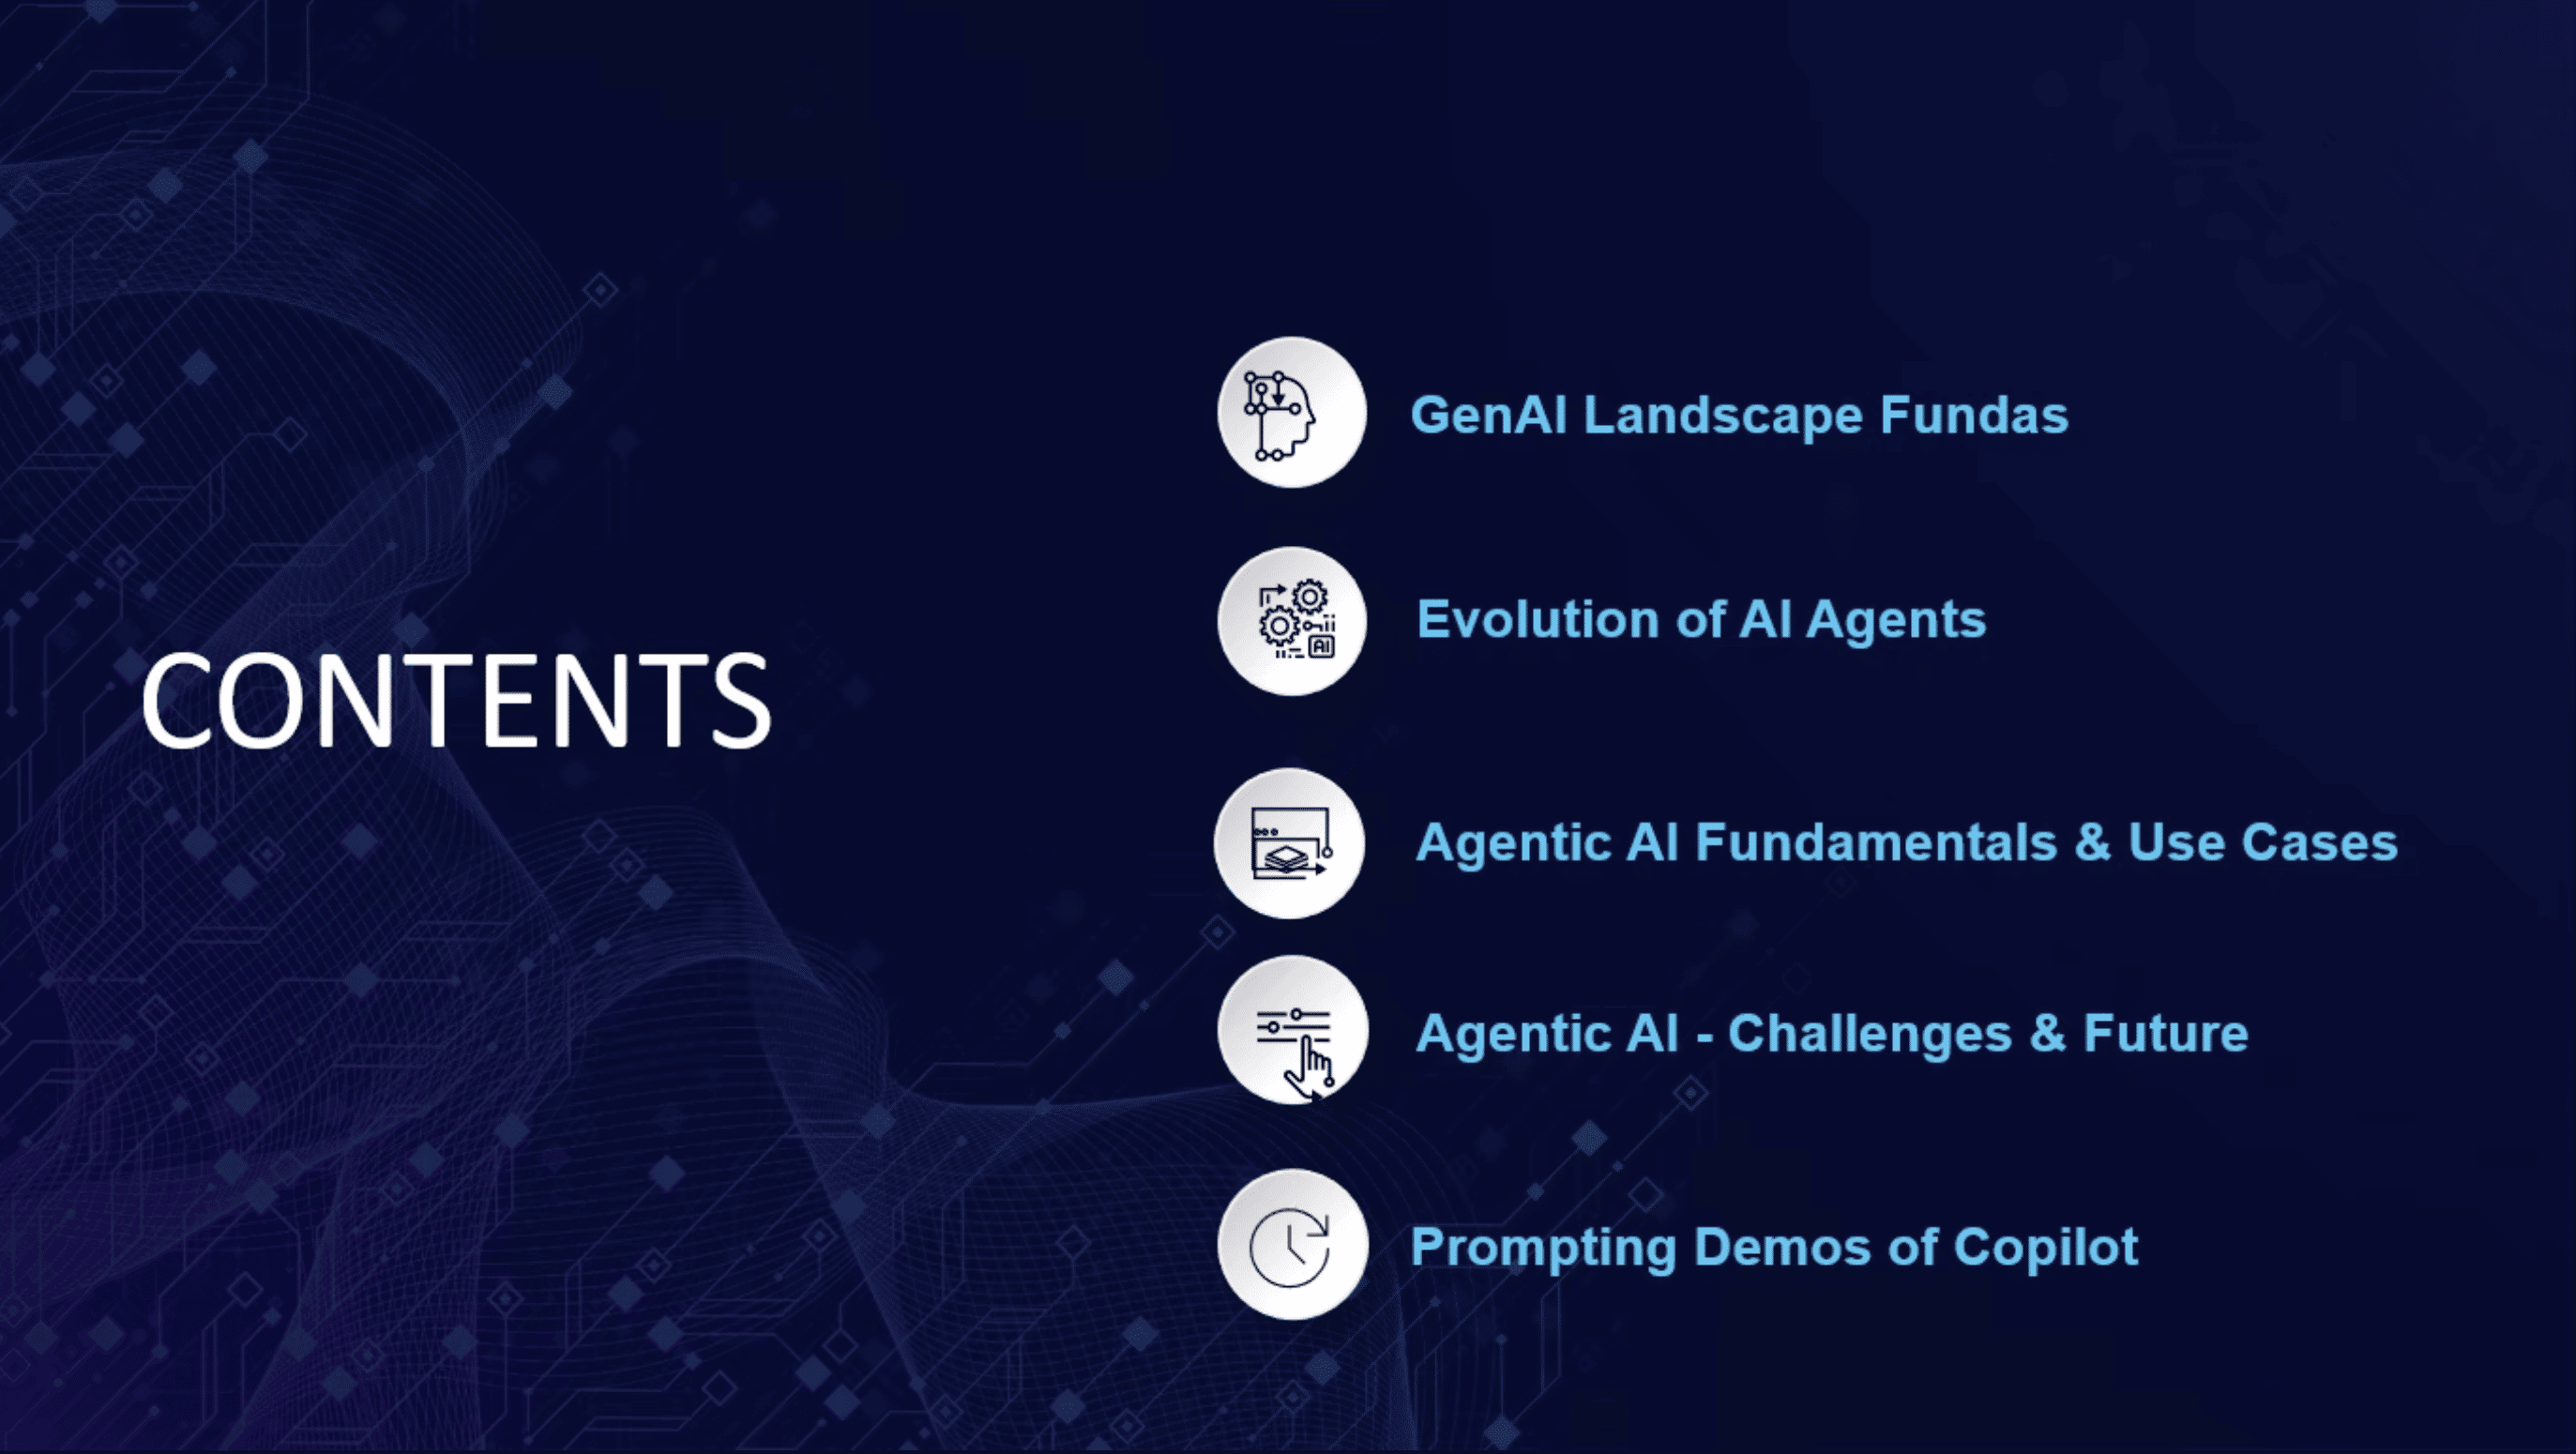 CONTENTS
GenAI Landscape Fundas
Evolution of AI Agents
AI
Agentic AI Fundamentals & Use Cases
Agentic AI - Challenges & Future
Prompting Demos of Copilot